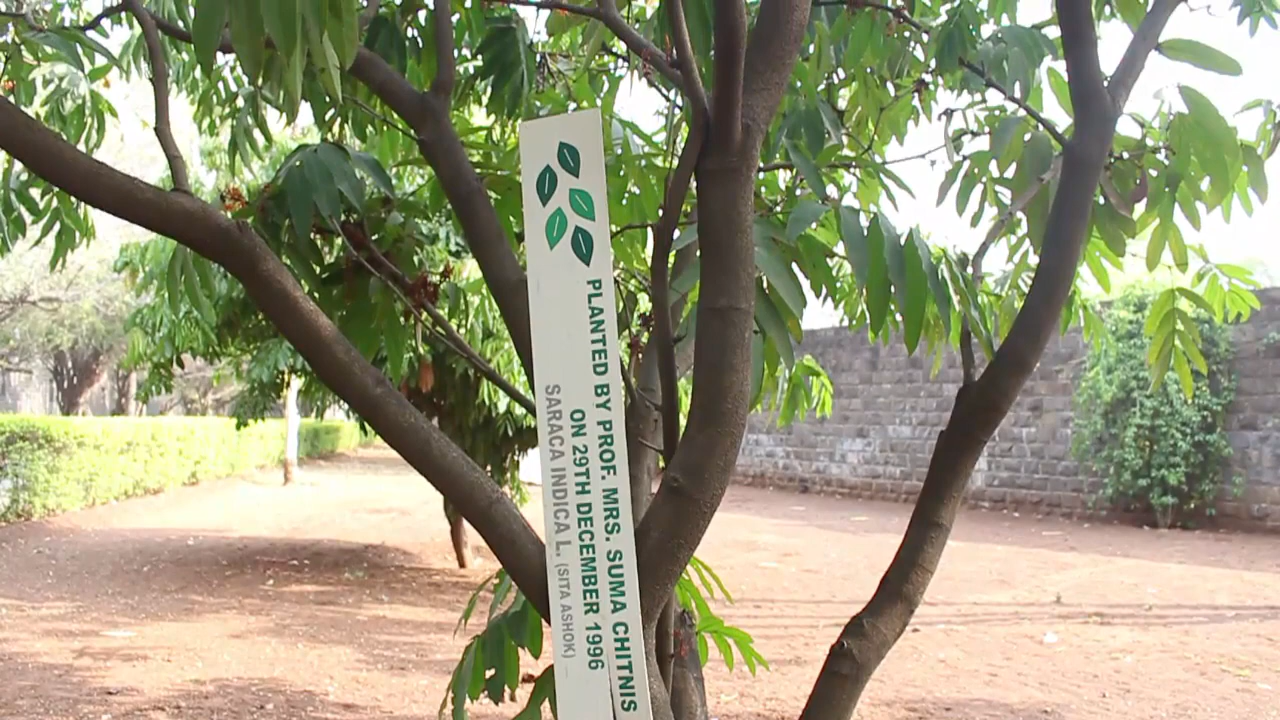 PLANTED BY PROF. MRS. SUMA CHITNIS
ON 29TH DECEMBER 1996
SARACA INDICA L. (SITA ASHOK)